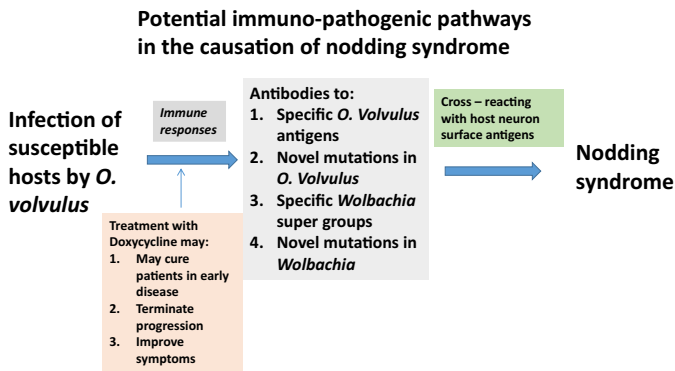 Potential immuno-pathogenic pathways
in the causation of nodding syndrome
Infection of
susceptible
hosts by O.
volvulus
Immune
responses
Treatment with
Doxycycline may:
1. May cure
patients in early
disease
2. Terminate
progression
3. Improve
symptoms
Antibodies to:
1. Specific O. Volvulus
antigens
2. Novel mutations in
O. Volvulus
3. Specific Wolbachia
super groups
4. Novel mutations in
Wolbachia
Cross – reacting
with host neuron
surface antigens
Nodding
syndrome